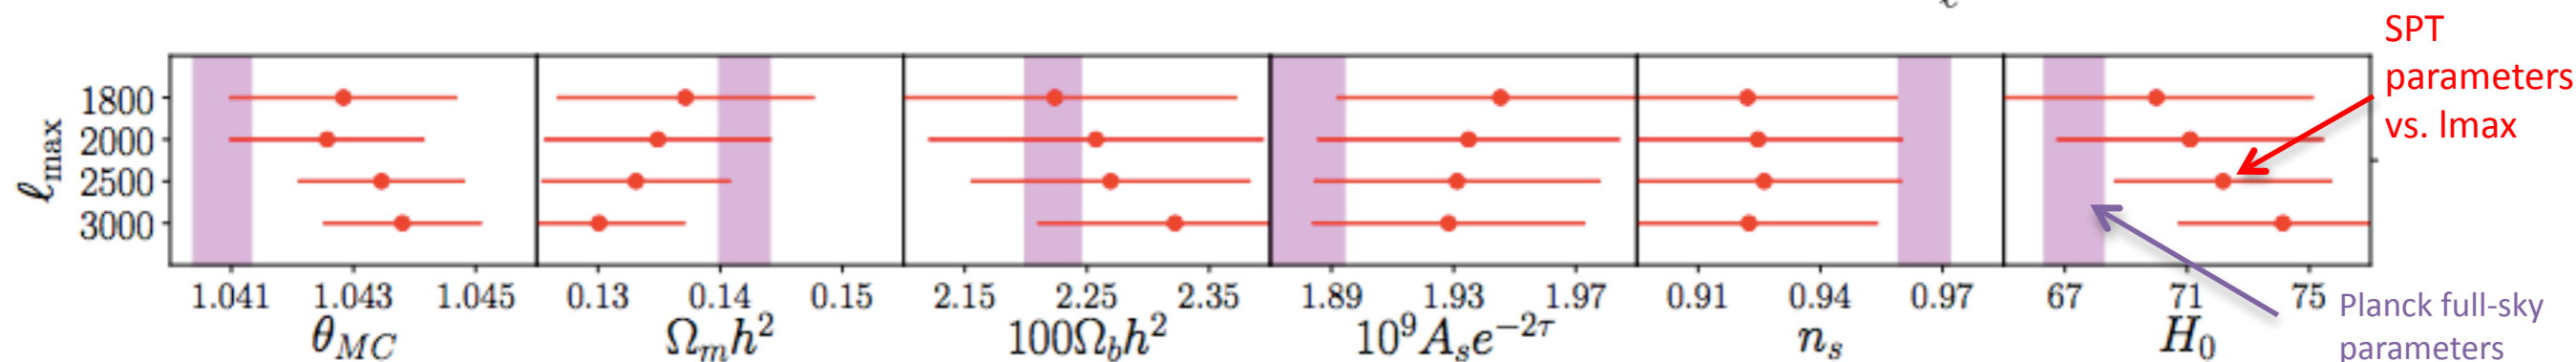 SPT
parameters
vs. lmax
1800
2000
2500
3000
ℓmax
1.041 1.043 1.045 0.13 0.14 0.15 2.15 2.25 2.35 1.89 1.93 1.97 0.91 0.94 0.97 67 71 75
θMC Ωmh² 100Ωbh² 10⁹Ase⁻²τ ns H0
Planck full-sky
parameters